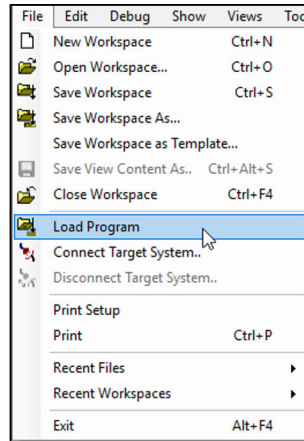 File Edit Debug Show Views Too
New Workspace Ctrl+N
Open Workspace... Ctrl+O
Save Workspace Ctrl+S
Save Workspace As...
Save Workspace as Template...
Save View Content As.. Ctrl+Alt+S
Close Workspace Ctrl+F4
Load Program
Connect Target System..
Disconnect Target System..
Print Setup
Print Ctrl+P
Recent Files
Recent Workspaces
Exit Alt+F4